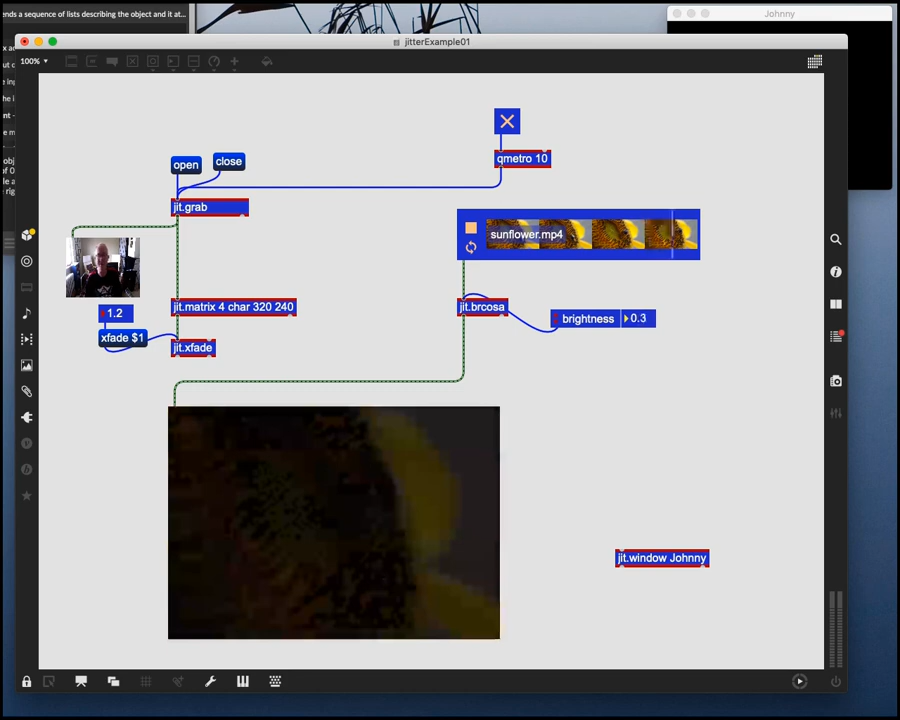 ends a sequence of lists describing the object and it at...
Johnny
jitterExample01
100%
open
close
qmetro 10
jit.grab
sunflower.mp4
1.2
jit.matrix 4 char 320 240
jit.brcosa
brightness
0.3
xfade $1
jit.xfade
jit.window Johnny